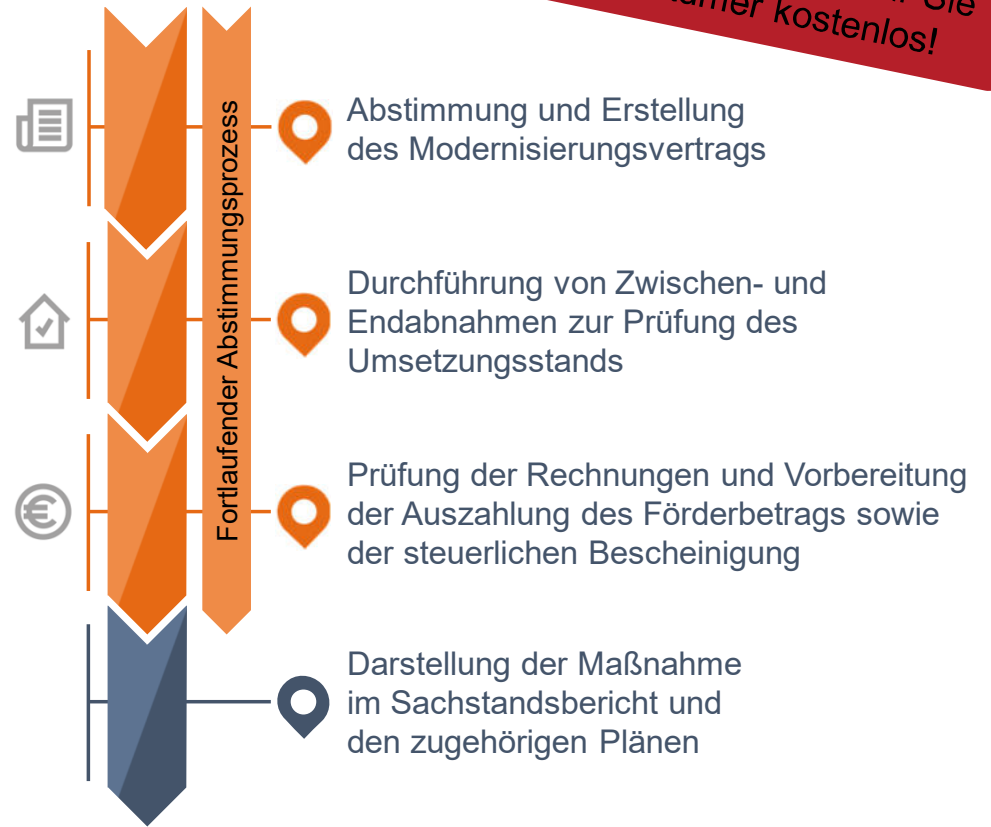 Sie
kostenlos!
Abstimmung und Erstellung
des Modernisierungsvertrags
Fortlaufender Abstimmungsprozess
Durchführung von Zwischen- und
Endabnahmen zur Prüfung des
Umsetzungsstands
Prüfung der Rechnungen und Vorbereitung
der Auszahlung des Förderbetrags sowie
der steuerlichen Bescheinigung
Darstellung der Maßnahme
im Sachstandsbericht und
den zugehörigen Plänen